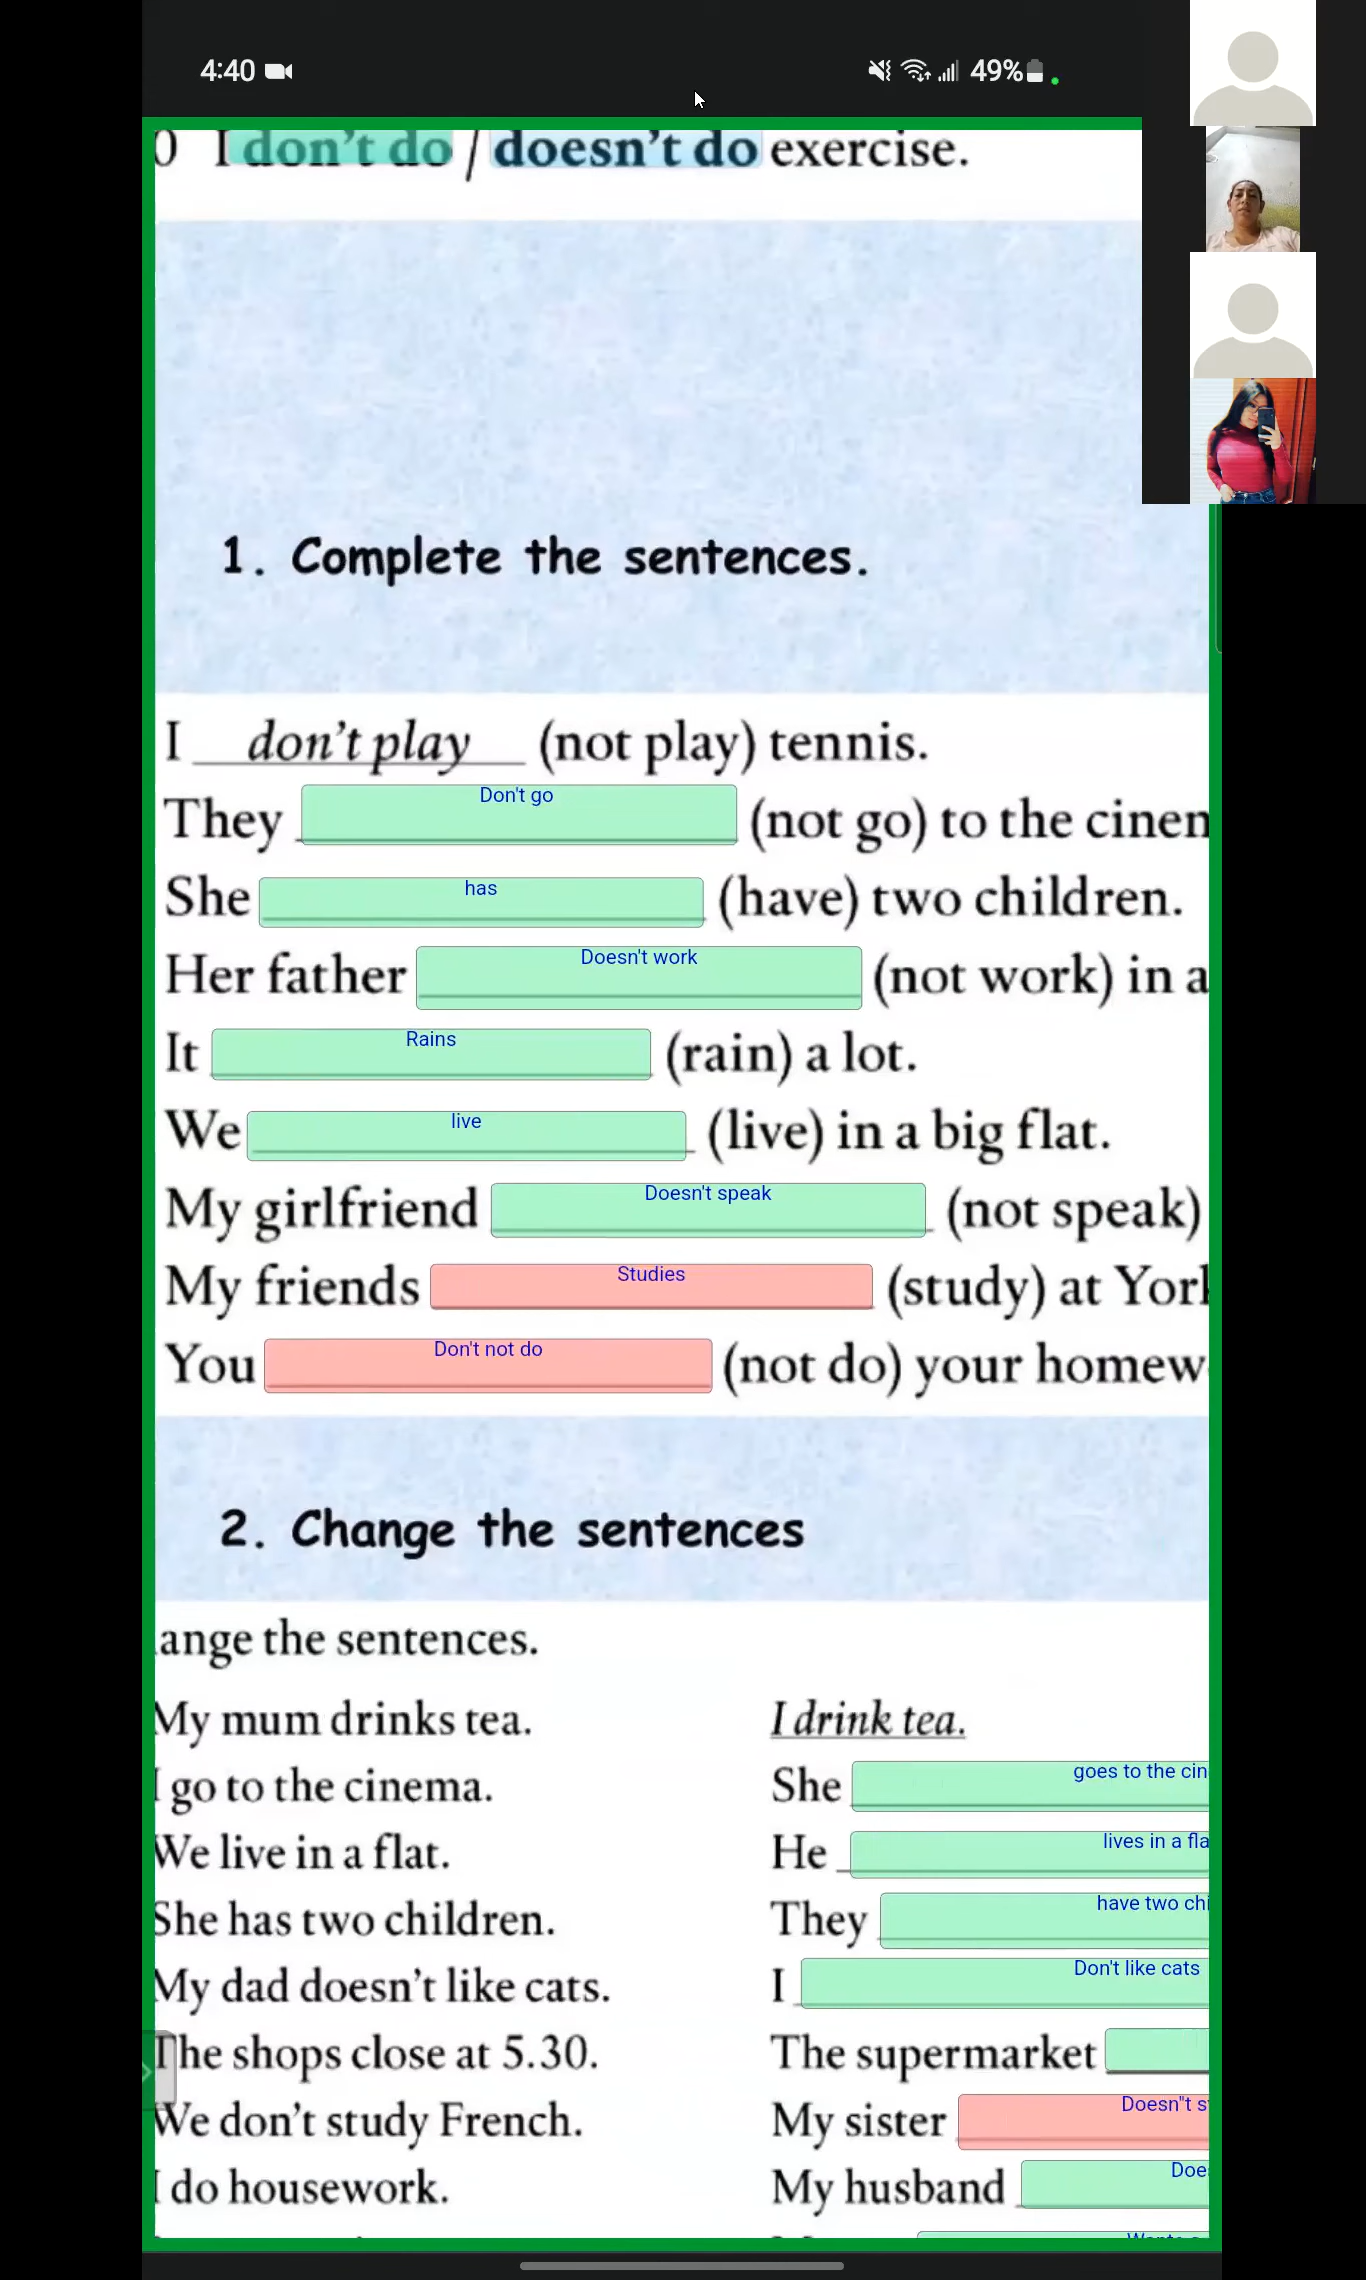 4:40 49%
0 I don't do / doesn't do exercise.
1. Complete the sentences.
I don't play (not play) tennis.
They Don't go (not go) to the cinem
She has (have) two children.
Her father Doesn't work (not work) in a
It Rains (rain) a lot.
We live (live) in a big flat.
My girlfriend Doesn't speak (not speak)
My friends Studies (study) at York
You Don't not do (not do) your homew
2. Change the sentences
ange the sentences.
My mum drinks tea. I drink tea.
I go to the cinema. She goes to the cin
We live in a flat. He lives in a fla
She has two children. They have two chi
My dad doesn't like cats. I Don't like cats
The shops close at 5.30. The supermarket
We don't study French. My sister Doesn"t s
I do housework. My husband Doe